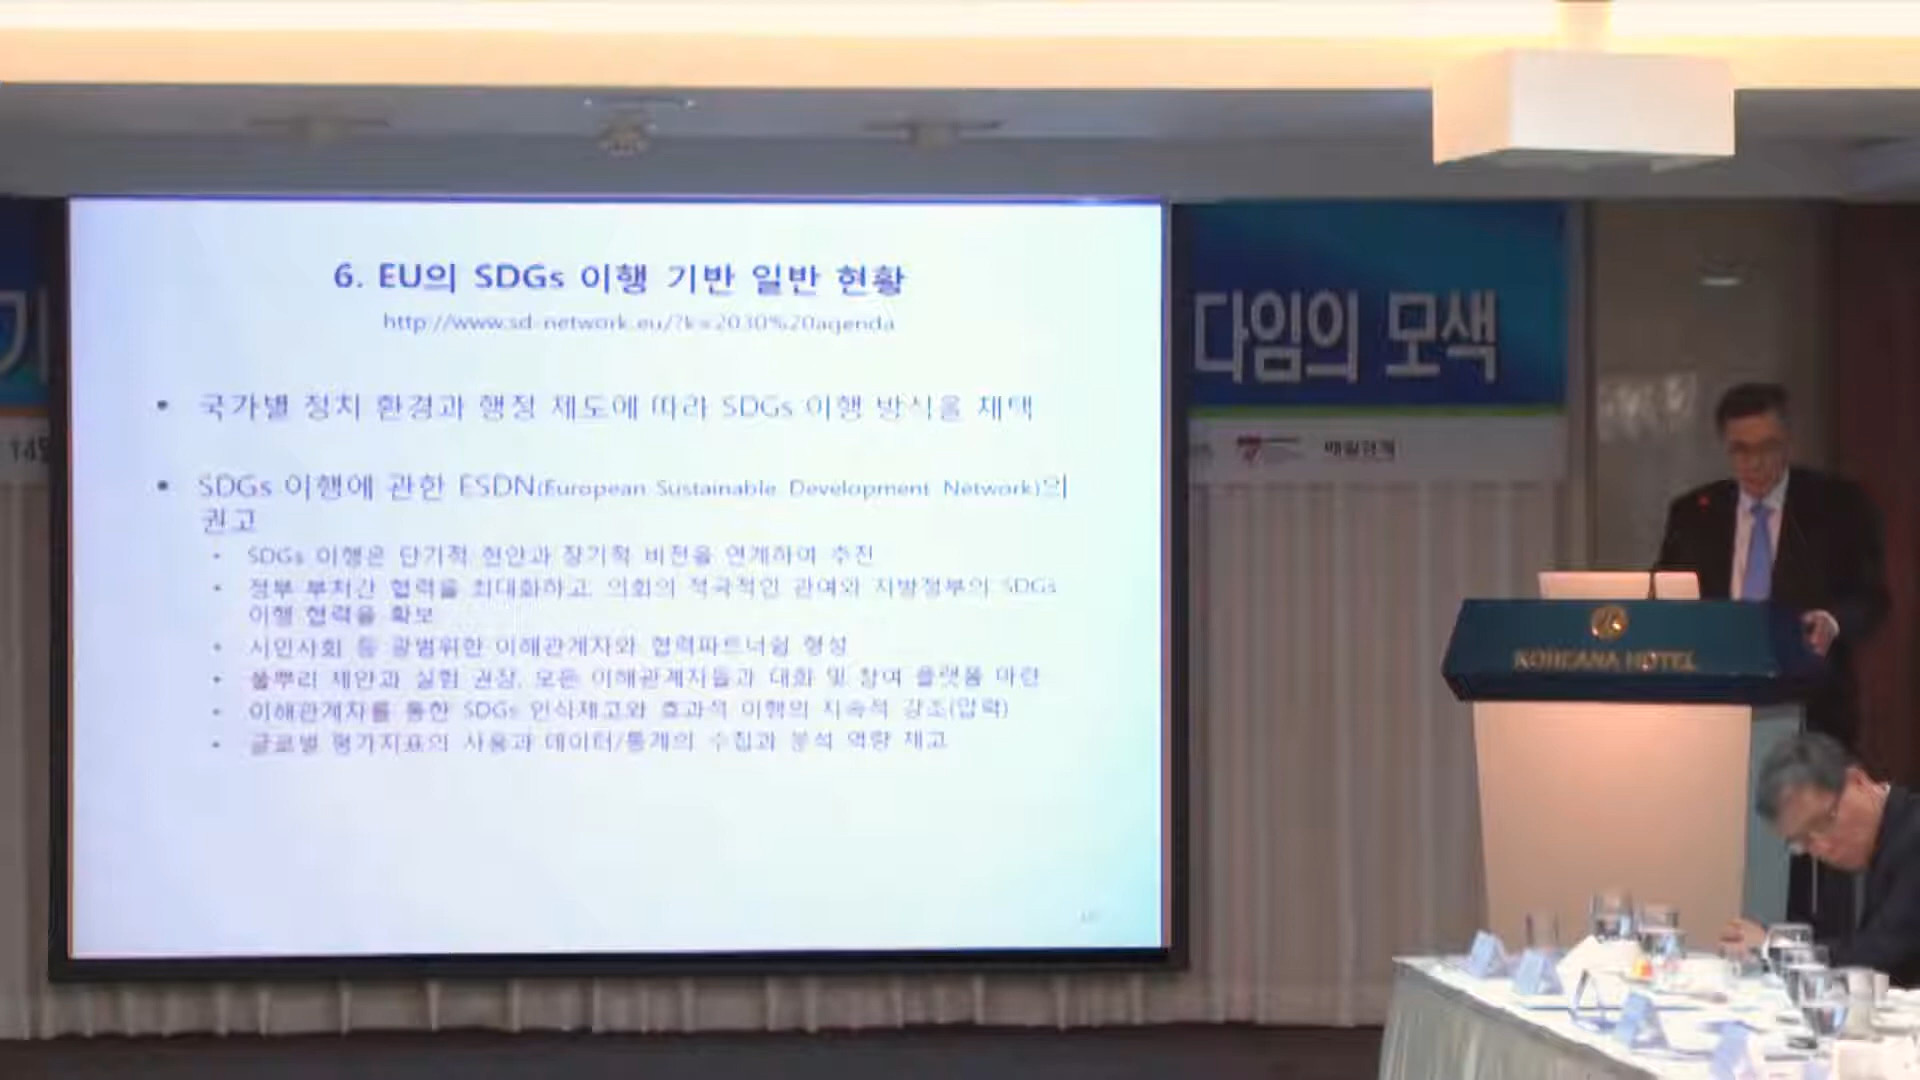 6. EU의 SDGs 이행 기반 일반 현황
http://www.sd-network.eu/?k=2030%20agenda
• 국가별 정치 환경과 행정 제도에 따라 SDGs 이행 방식을 채택
• SDGs 이행에 관한 ESDN(European Sustainable Development Network)의
권고
• SDGs 이행은 단기적 현안과 장기적 비전을 연계하여 추진
• 정부 부처간 협력을 최대화하고, 의회의 적극적인 관여와 지방정부의 SDGs
이행 협력을 확보
• 시민사회 등 광범위한 이해관계자와 협력파트너쉽 형성
• 풀뿌리 제안과 실험 권장, 모든 이해관계자들과 대화 및 참여 플랫폼 마련
• 이해관계자를 통한 SDGs 인식제고와 효과적 이행의 지속적 강조(압력)
• 글로벌 평가지표의 사용과 데이터/통계의 수집과 분석 역량 제고
기
다임의 모색
14일
매일경제
KOREANA HOTEL